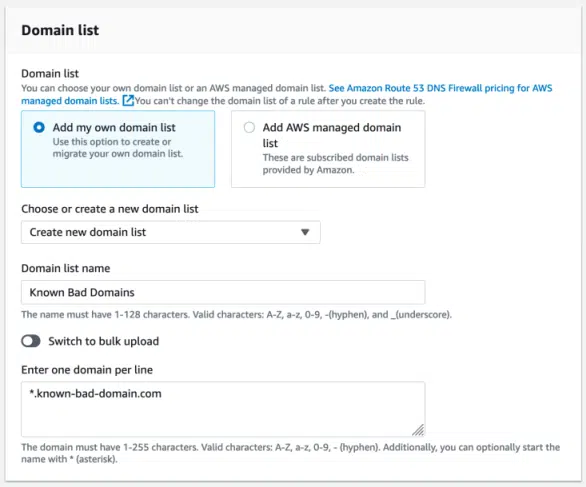 Domain list
Domain list
You can choose your own domain list or an AWS managed domain list. See Amazon Route 53 DNS Firewall pricing for AWS
managed domain lists. You can't change the domain list of a rule after you create the rule.
Add my own domain list
Use this option to create or
migrate your own domain list.
Add AWS managed domain
list
These are subscribed domain lists
provided by Amazon.
Choose or create a new domain list
Create new domain list
Domain list name
Known Bad Domains
The name must have 1-128 characters. Valid characters: A-Z, a-z, 0-9, -(hyphen), and _(underscore).
Switch to bulk upload
Enter one domain per line
*.known-bad-domain.com
The domain must have 1-255 characters. Valid characters: A-Z, a-z, 0-9, - (hyphen). Additionally, you can optionally start the
name with * (asterisk).